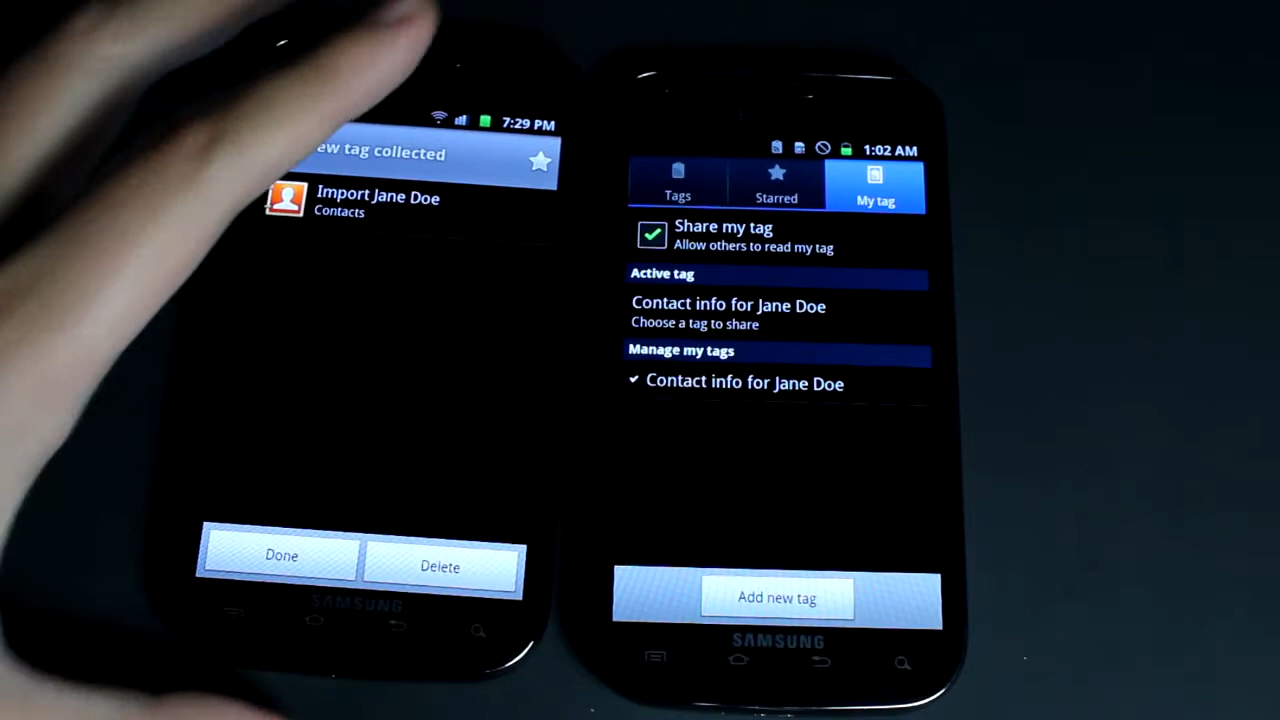 7:29 PM
ew tag collected
Import Jane Doe
Contacts
Done
Delete
SAMSUNG
1:02 AM
Tags
Starred
My tag
Share my tag
Allow others to read my tag
Active tag
Contact info for Jane Doe
Choose a tag to share
Manage my tags
Contact info for Jane Doe
Add new tag
SAMSUNG